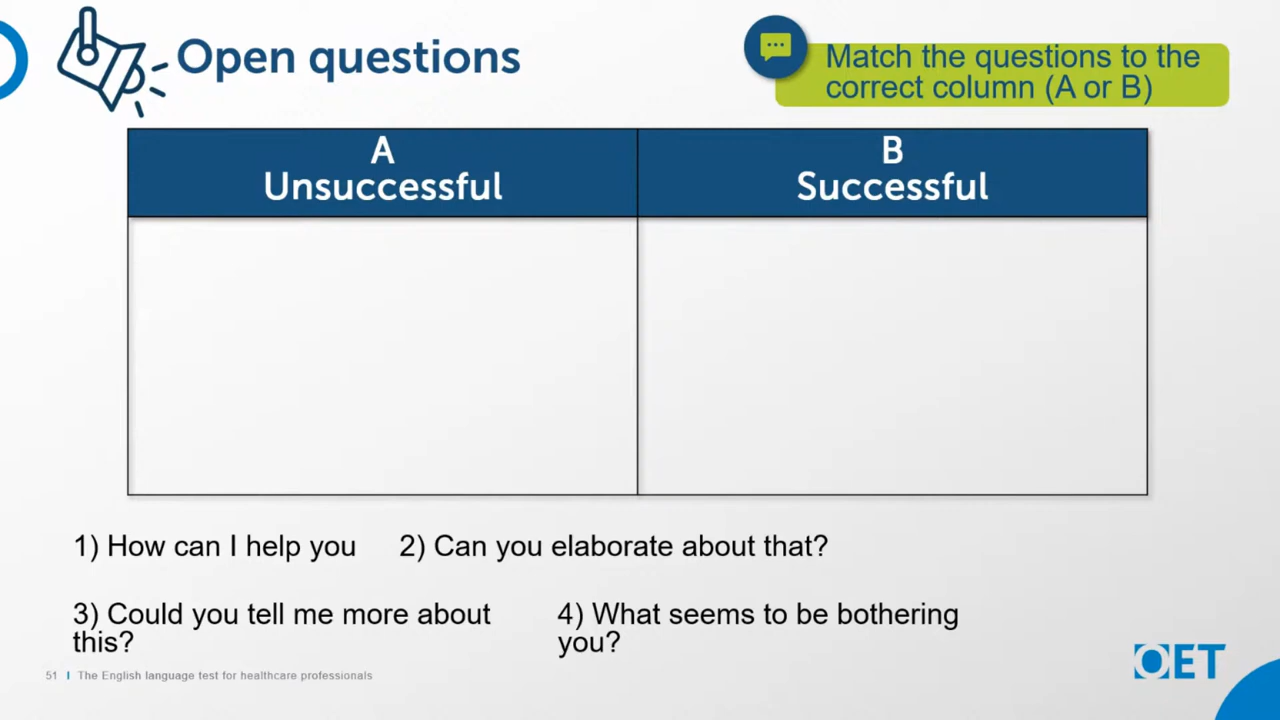 Open questions
Match the questions to the
correct column (A or B)
A
Unsuccessful
B
Successful
1) How can I help you
2) Can you elaborate about that?
3) Could you tell me more about
this?
4) What seems to be bothering
you?
51 | The English language test for healthcare professionals
OET